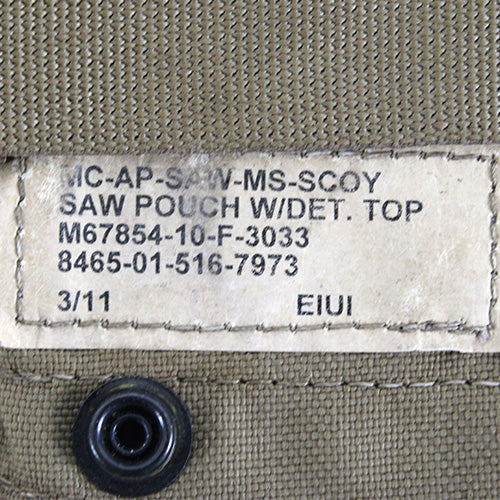 MC-AP-SAW-MS-SCOY
SAW POUCH W/DET. TOP
M67854-10-F-3033
8465-01-516-7973
3/11 EIUI